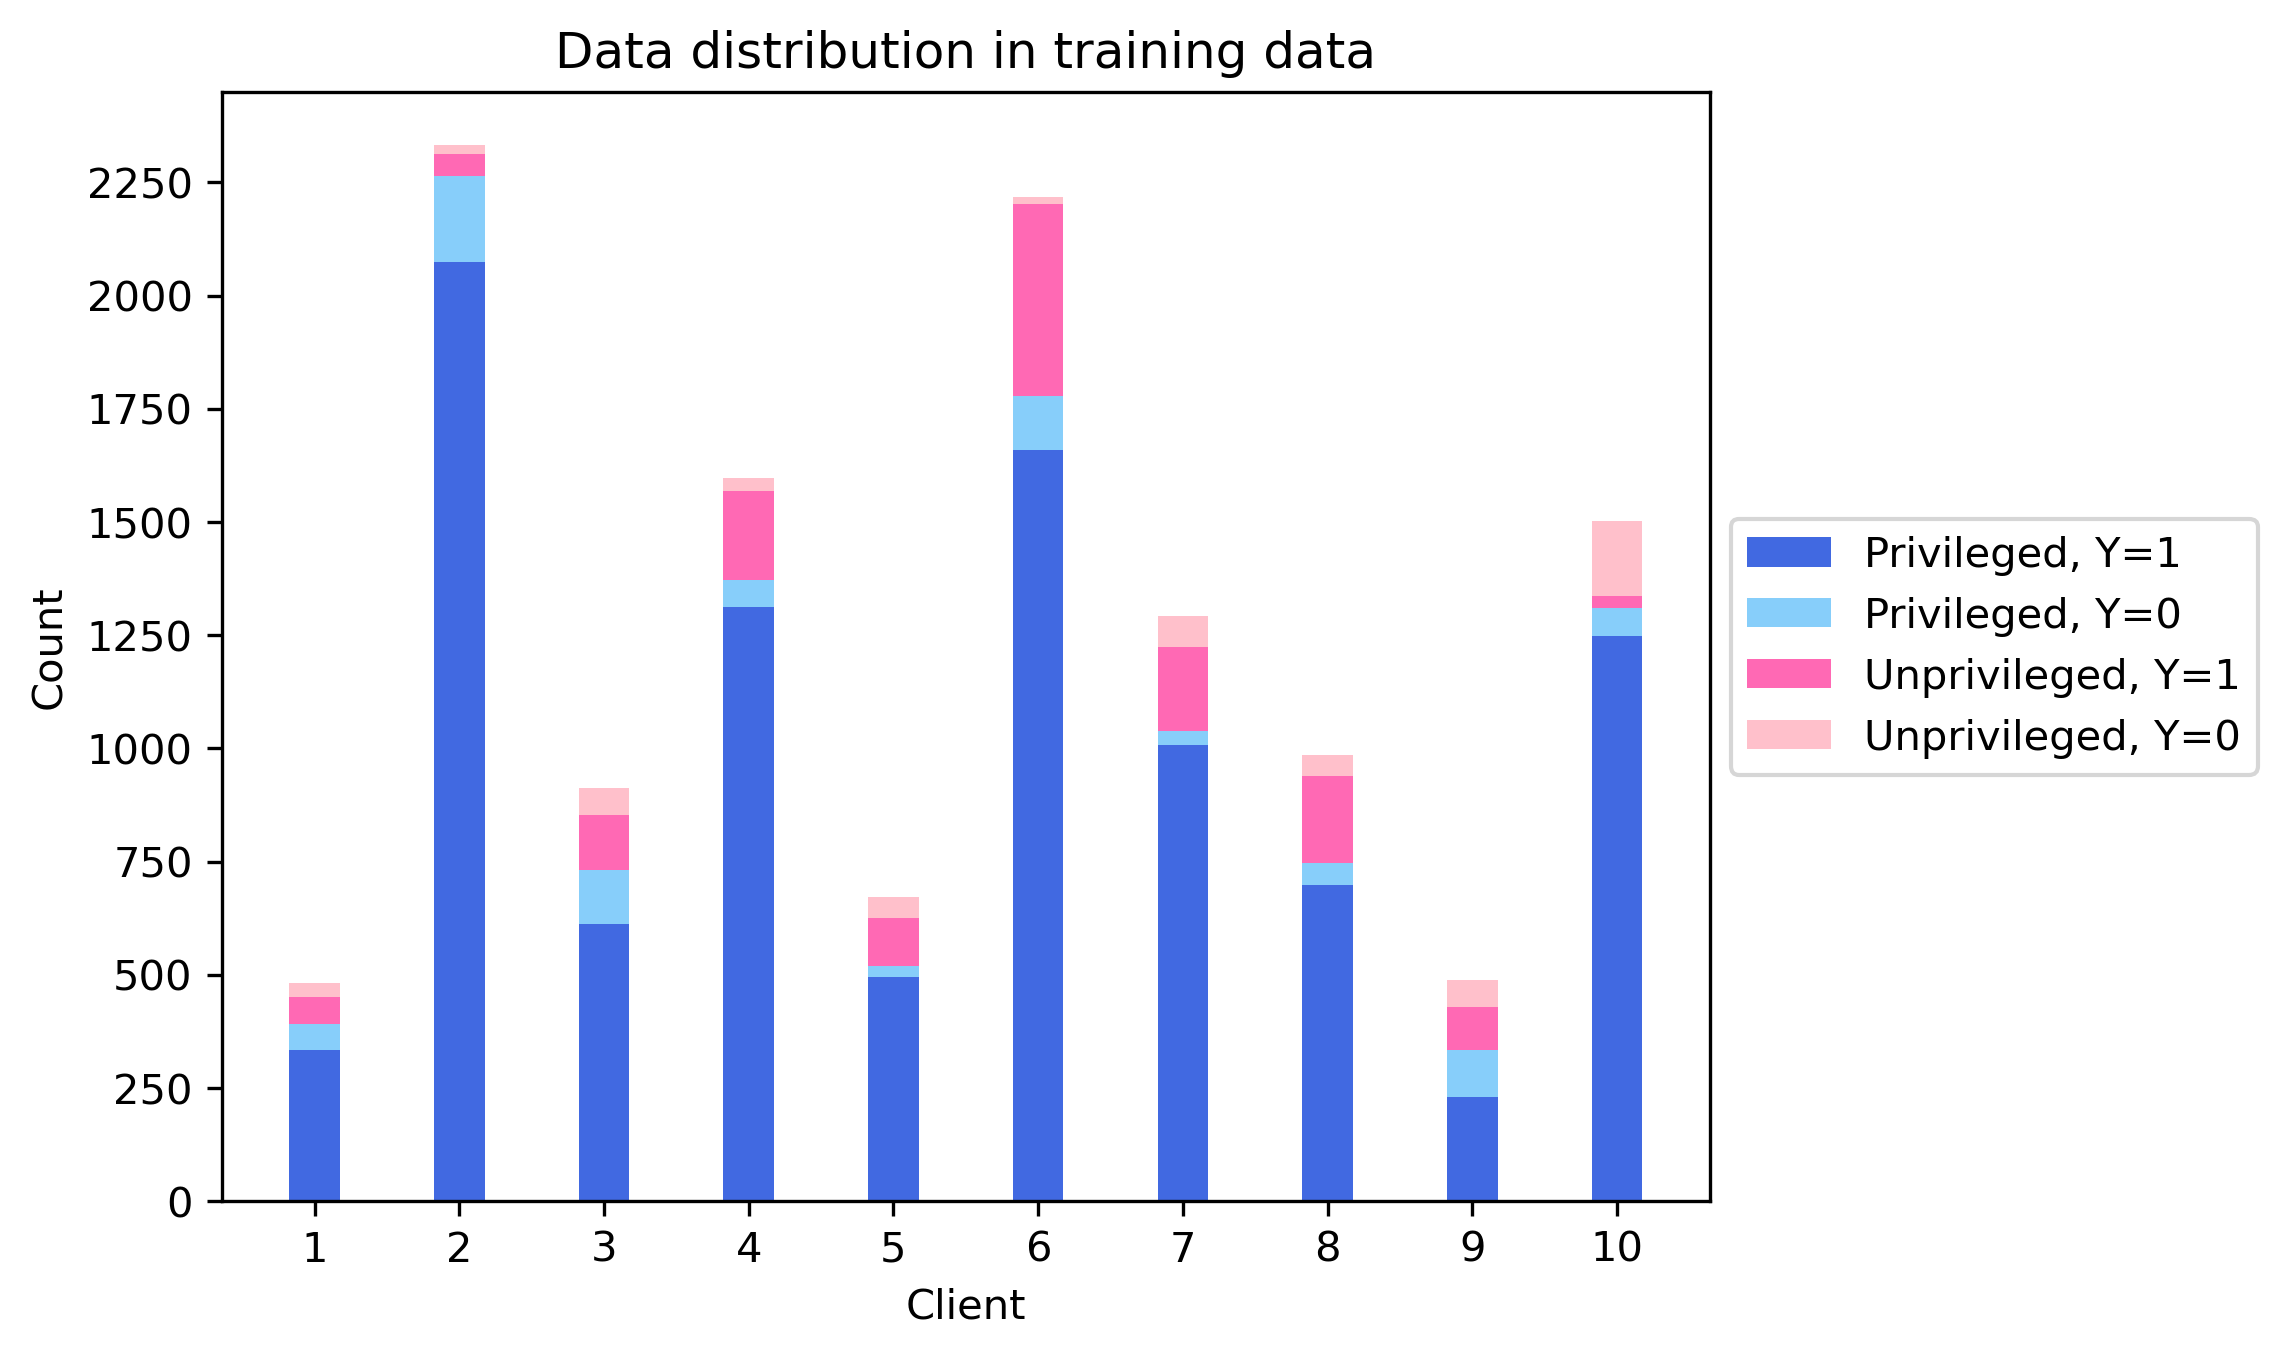 Data distribution in training data
Count
2250
2000
1750
1500
1250
1000
750
500
250
0
1 2 3 4 5 6 7 8 9 10
Client
Privileged, Y=1
Privileged, Y=0
Unprivileged, Y=1
Unprivileged, Y=0